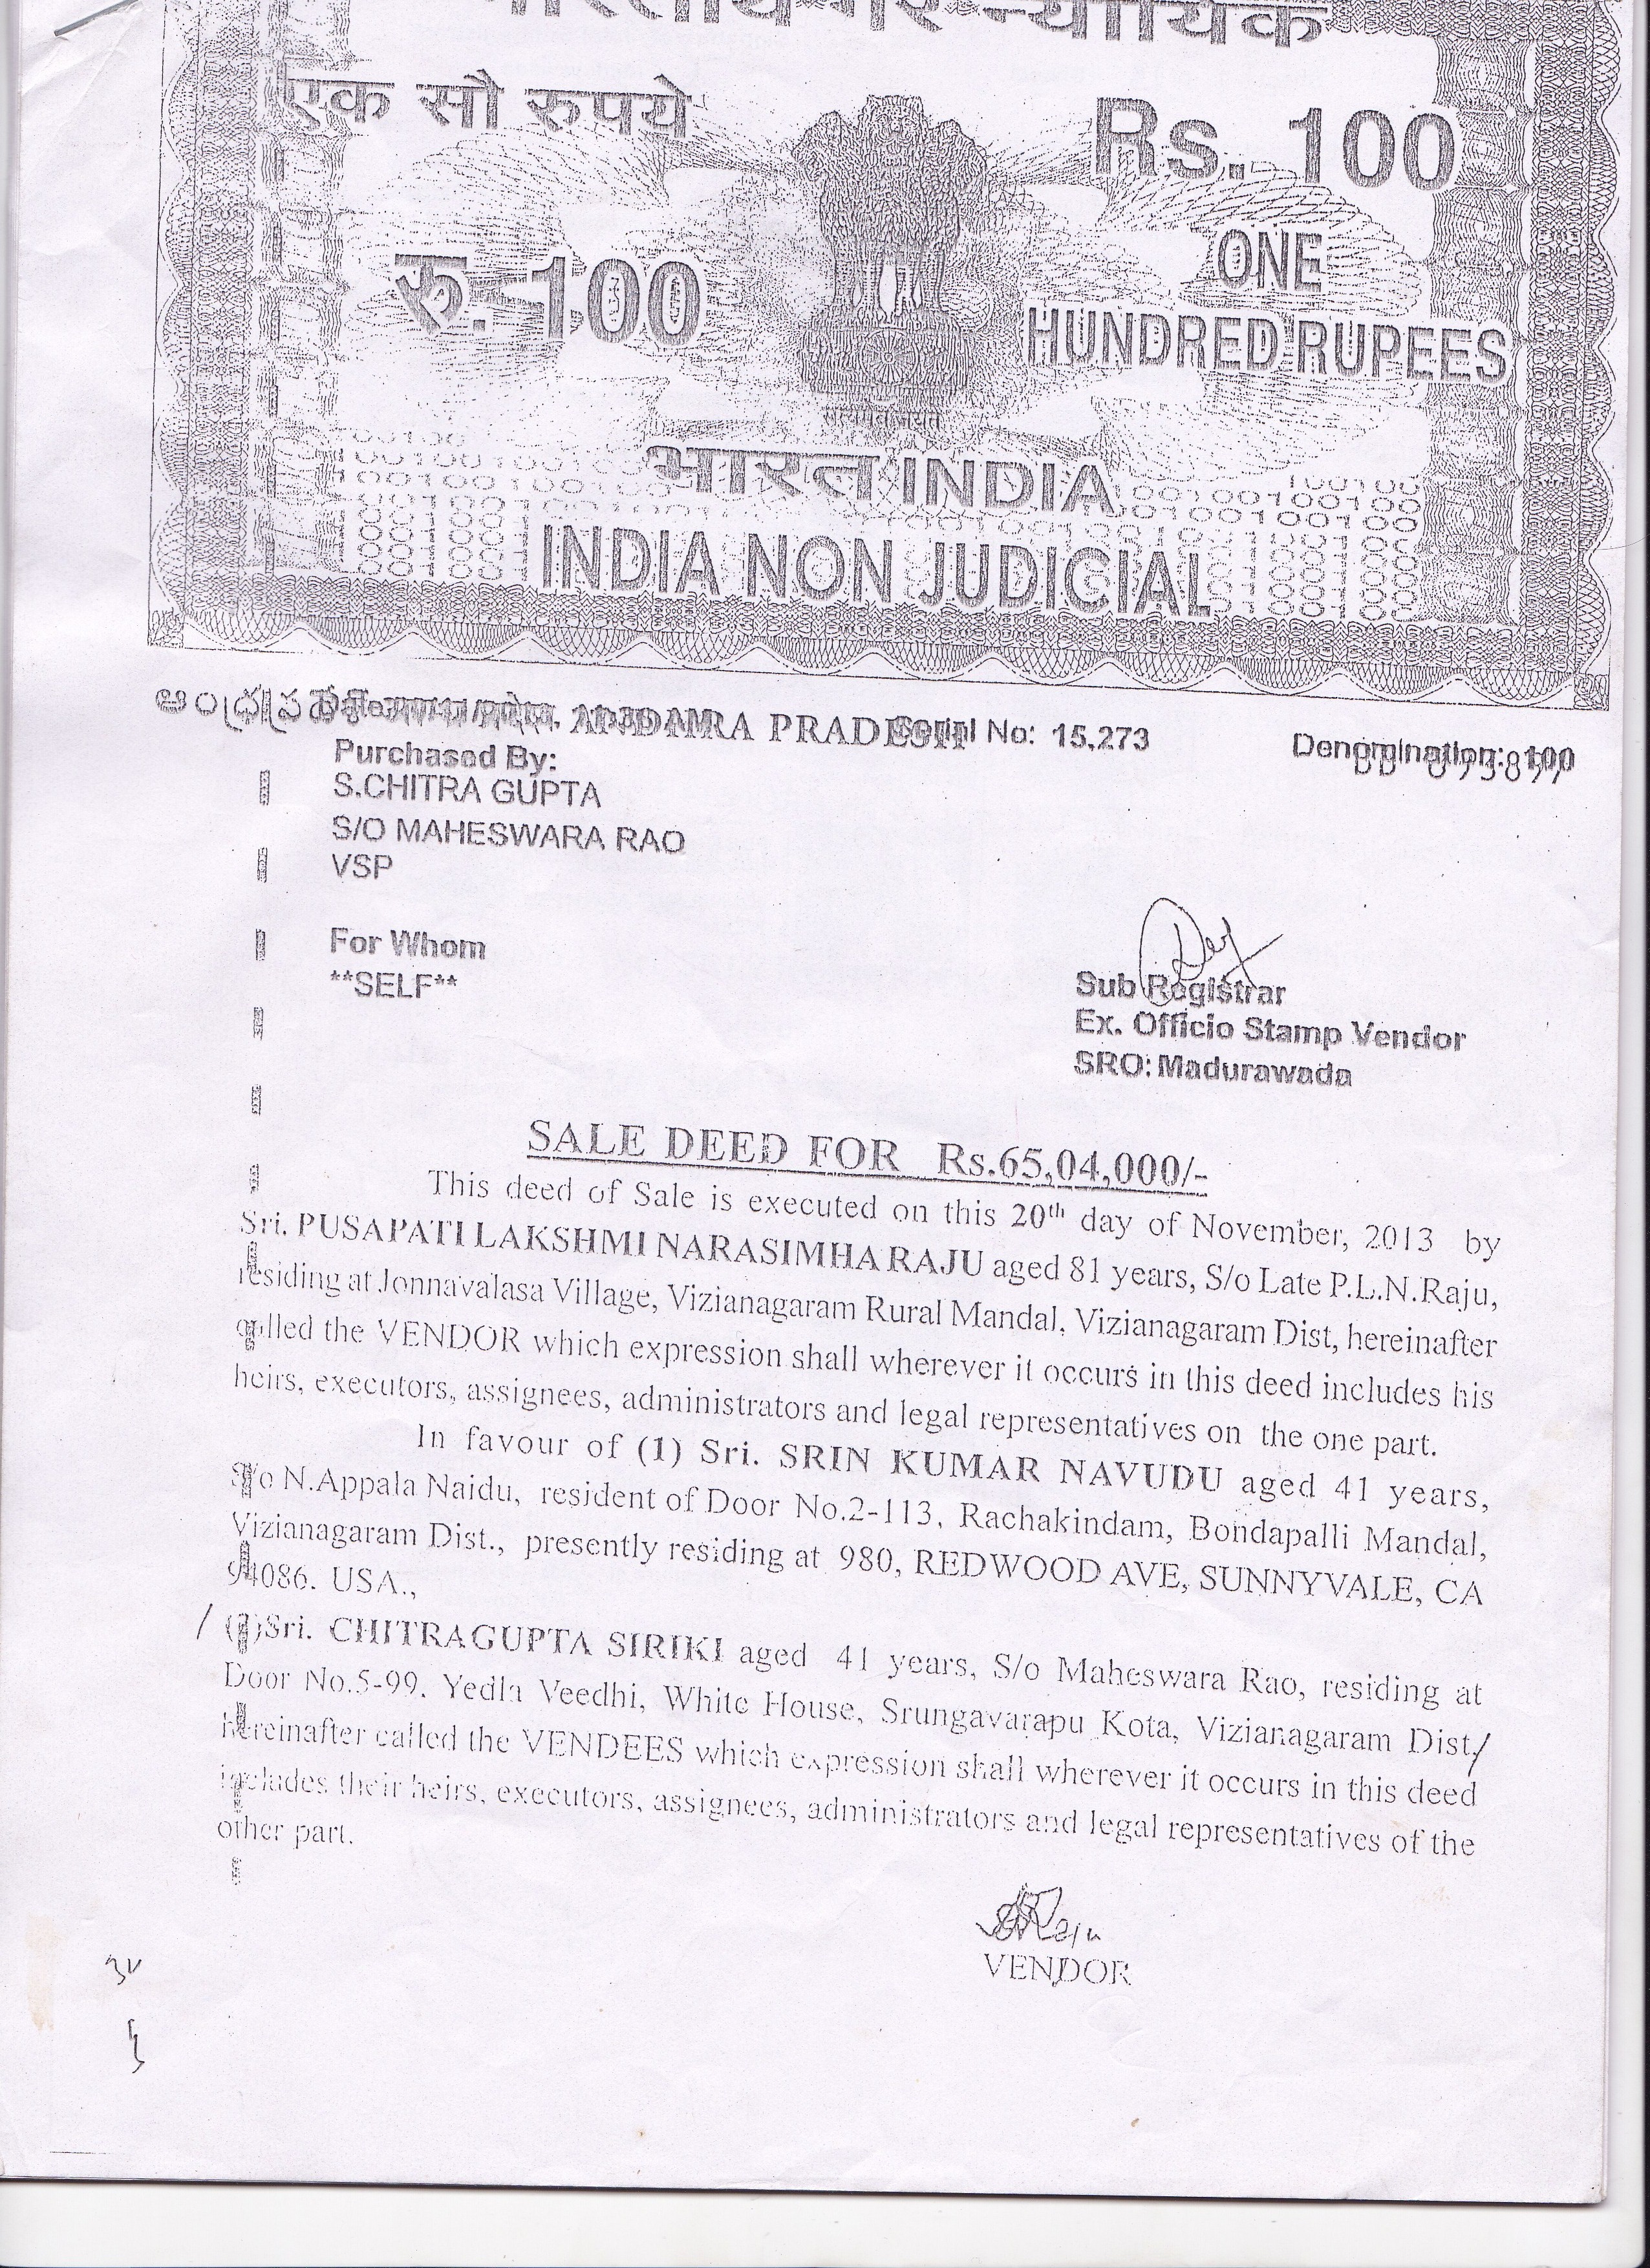 भारतीय गैर न्यायिक
एक सौ रुपये
Rs. 100
रु. 100
ONE
HUNDRED RUPEES
सत्यमेव जयते
भारत INDIA
INDIA NON JUDICIAL
ANDHRA PRADESH
Serial No: 15,273
Denomination: 100
Purchased By:
S.CHITRA GUPTA
S/O MAHESWARA RAO
VSP
For Whom
**SELF**
Sub Registrar
Ex. Officio Stamp Vendor
SRO: Madurawada
SALE DEED FOR Rs.65,04,000/-
This deed of Sale is executed on this 20th day of November, 2013 by
Sri. PUSAPATI LAKSHMI NARASIMHA RAJU aged 81 years, S/o Late P.L.N.Raju,
residing at Jonnavalasa Village, Vizianagaram Rural Mandal, Vizianagaram Dist, hereinafter
called the VENDOR which expression shall wherever it occurs in this deed includes his
heirs, executors, assignees, administrators and legal representatives on the one part.
In favour of (1) Sri. SRIN KUMAR NAVUDU aged 41 years,
S/o N.Appala Naidu, resident of Door No.2-113, Rachakindam, Bondapalli Mandal,
Vizianagaram Dist., presently residing at 980, REDWOOD AVE, SUNNYVALE, CA
94086. USA.,
Sri. CHITRAGUPTA SIRIKI aged 41 years, S/o Maheswara Rao, residing at
Door No.5-99, Yedla Veedhi, White House, Srungavarapu Kota, Vizianagaram Dist,/
hereinafter called the VENDEES which expression shall wherever it occurs in this deed
includes their heirs, executors, assignees, administrators and legal representatives of the
other part.
VENDOR